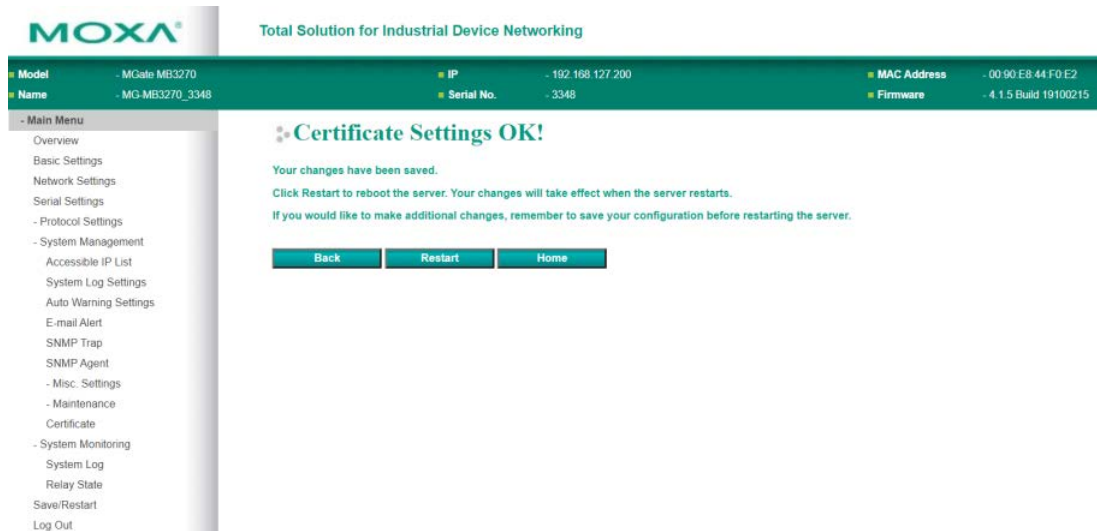 MOXA®
Total Solution for Industrial Device Networking
Model - MGate MB3270 IP - 192.168.127.200 MAC Address - 00:90:E8:44:F0:E2
Name - MG-MB3270_3348 Serial No. - 3348 Firmware - 4.1.5 Build 19100215
- Main Menu
Overview
Basic Settings
Network Settings
Serial Settings
- Protocol Settings
- System Management
Accessible IP List
System Log Settings
Auto Warning Settings
E-mail Alert
SNMP Trap
SNMP Agent
- Misc. Settings
- Maintenance
Certificate
- System Monitoring
System Log
Relay State
Save/Restart
Log Out
Certificate Settings OK!
Your changes have been saved.
Click Restart to reboot the server. Your changes will take effect when the server restarts.
If you would like to make additional changes, remember to save your configuration before restarting the server.
Back Restart Home